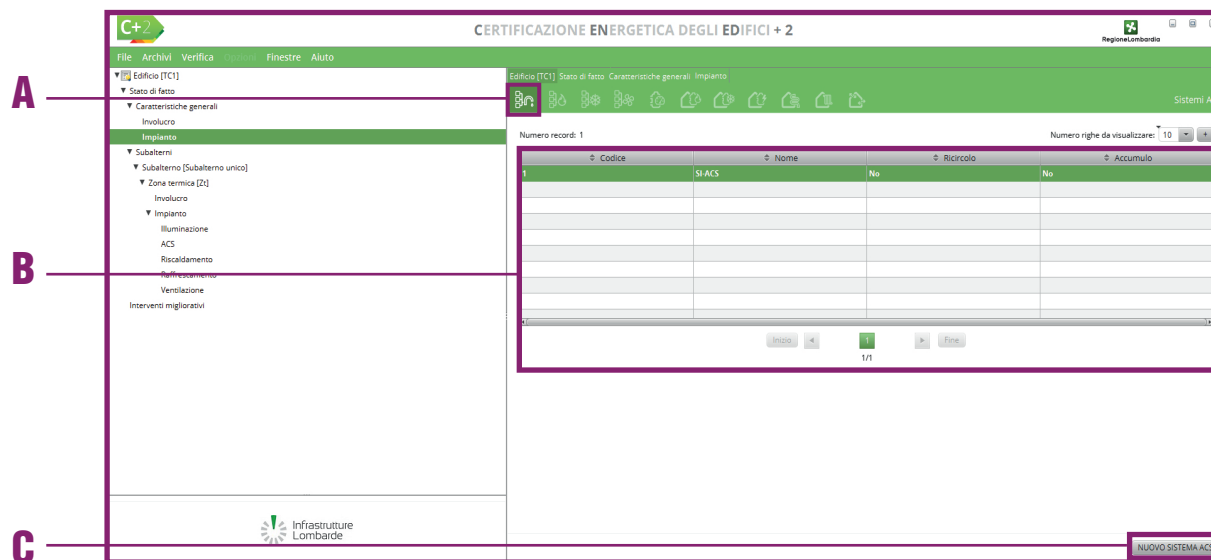 C+2
CERTIFICAZIONE ENERGETICA DEGLI EDIFICI + 2
RegioneLombardia
File Archivi Verifica Opzioni Finestre Aiuto
A
Edificio [TC1]
Stato di fatto
Caratteristiche generali
Involucro
Impianto
Subalterni
Subalterno [Subalterno unico]
Zona termica [Zt]
Involucro
Impianto
Illuminazione
ACS
Riscaldamento
Raffrescamento
Ventilazione
Interventi migliorativi
Edificio [TC1] Stato di fatto Caratteristiche generali Impianto
Sistemi A
Numero record: 1
Numero righe da visualizzare: 10 +
Codice Nome Ricircolo Accumulo
1 SI-ACS No No
B
Inizio 1 Fine
1/1
Infrastrutture
Lombarde
C
NUOVO SISTEMA ACS